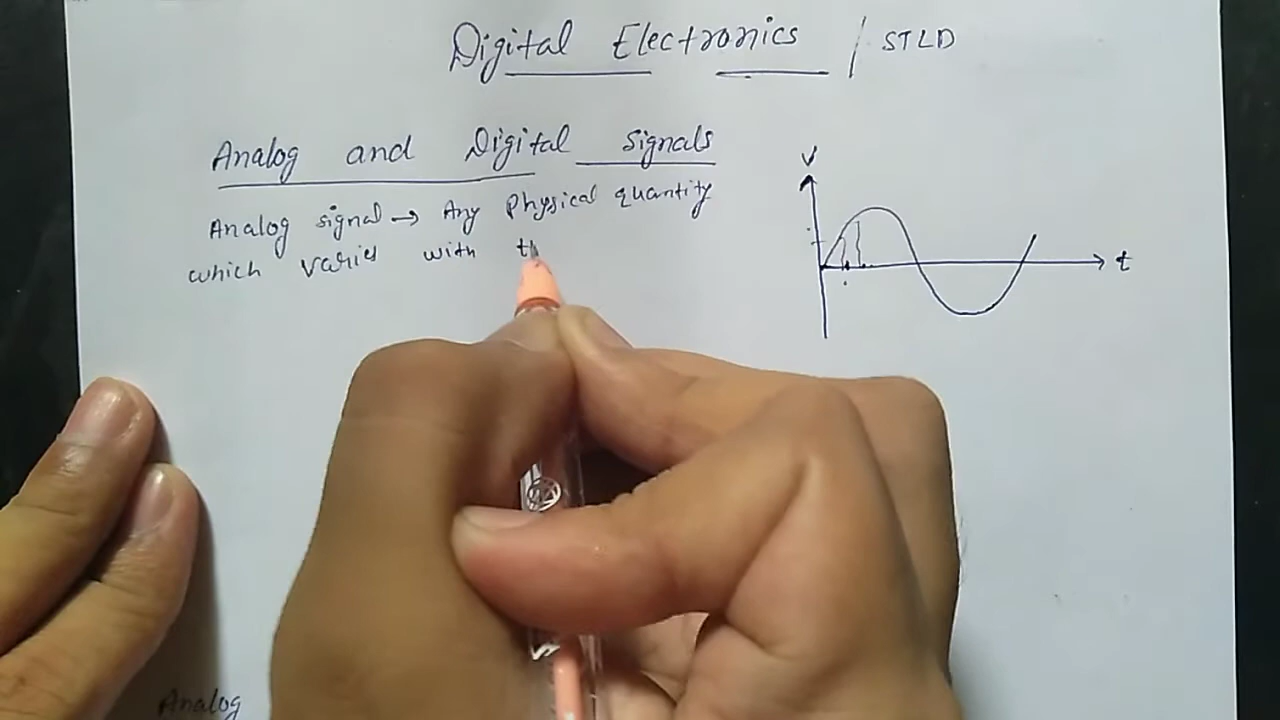 Digital Electronics / STLD
Analog and Digital signals
Analog signal → Any Physical quantity
which varies with t
V
t
Analog